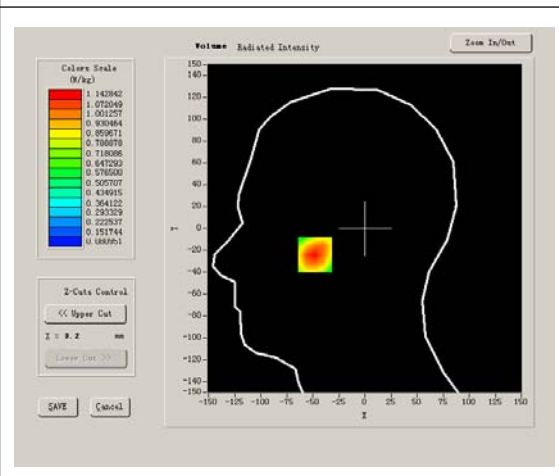 Volume Radiated Intensity
Zoom In/Out
Colors Scale
(W/kg)
1.142842
1.072049
1.001257
0.930464
0.859671
0.788878
0.718086
0.647293
0.576500
0.505707
0.434915
0.364122
0.293329
0.222537
0.151744
0.080951
Z-Cuts Control
<< Upper Cut
Z = 0.2 mm
Lower Cut >>
SAVE
Cancel
150
140
120
100
80
60
40
20
0
-20
-40
-60
-80
-100
-120
-140
-150
Y
-150 -125 -100 -75 -50 -25 0 25 50 75 100 125 150
X